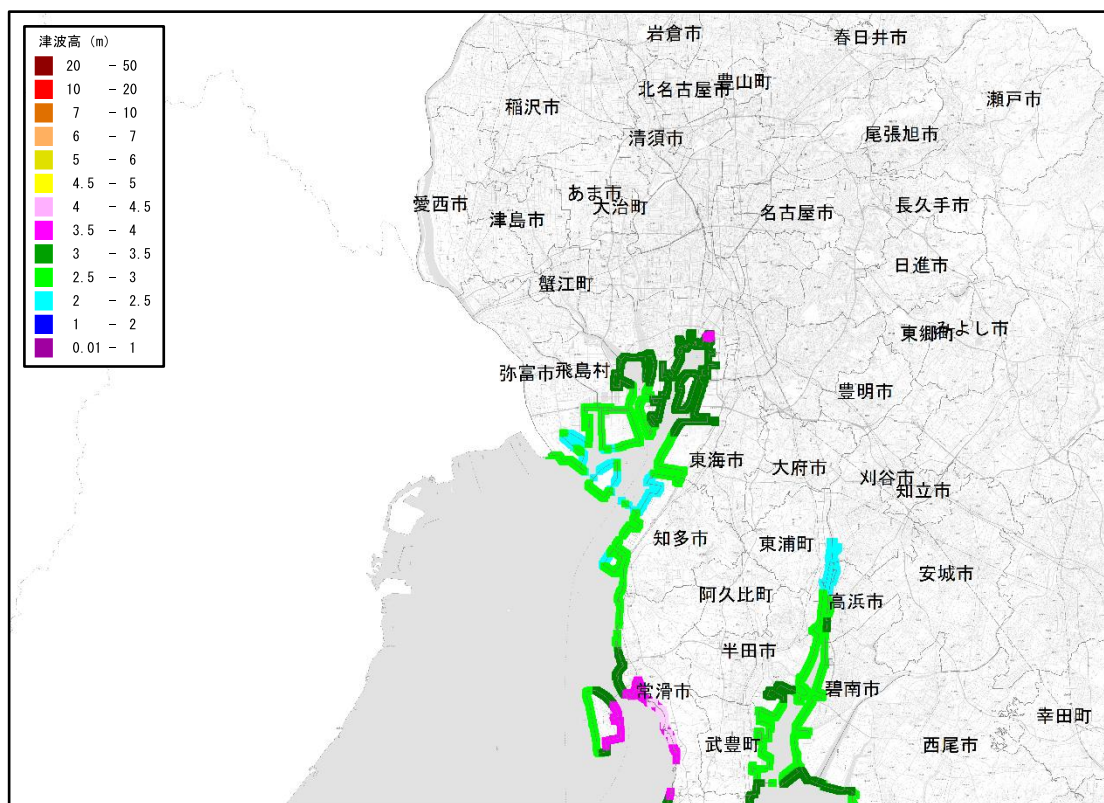 津波高 (m)
20 - 50
10 - 20
7 - 10
6 - 7
5 - 6
4.5 - 5
4 - 4.5
3.5 - 4
3 - 3.5
2.5 - 3
2 - 2.5
1 - 2
0.01 - 1
岩倉市
春日井市
北名古屋市
豊山町
稲沢市
瀬戸市
清須市
尾張旭市
あま市
愛西市
津島市
大治町
名古屋市
長久手市
日進市
蟹江町
東郷町
みよし市
弥富市
飛島村
豊明市
東海市
大府市
刈谷市
知立市
知多市
東浦町
安城市
阿久比町
高浜市
半田市
常滑市
碧南市
幸田町
武豊町
西尾市